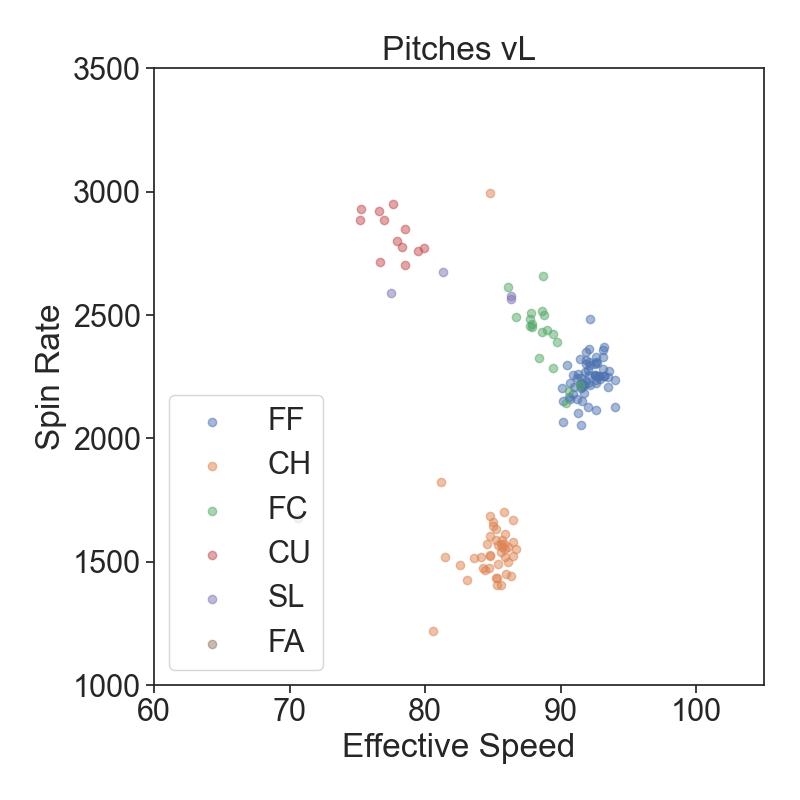 Pitches vL
3500
3000
2500
2000
1500
1000
Spin Rate
FF
CH
FC
CU
SL
FA
60 70 80 90 100
Effective Speed